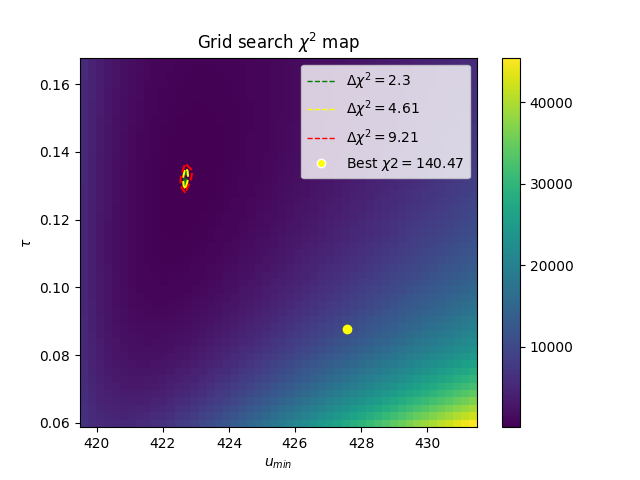 Grid search χ² map
Δχ² = 2.3
Δχ² = 4.61
Δχ² = 9.21
Best χ2 = 140.47
0.16
0.14
0.12
0.10
0.08
0.06
τ
420 422 424 426 428 430
u_min
40000
30000
20000
10000